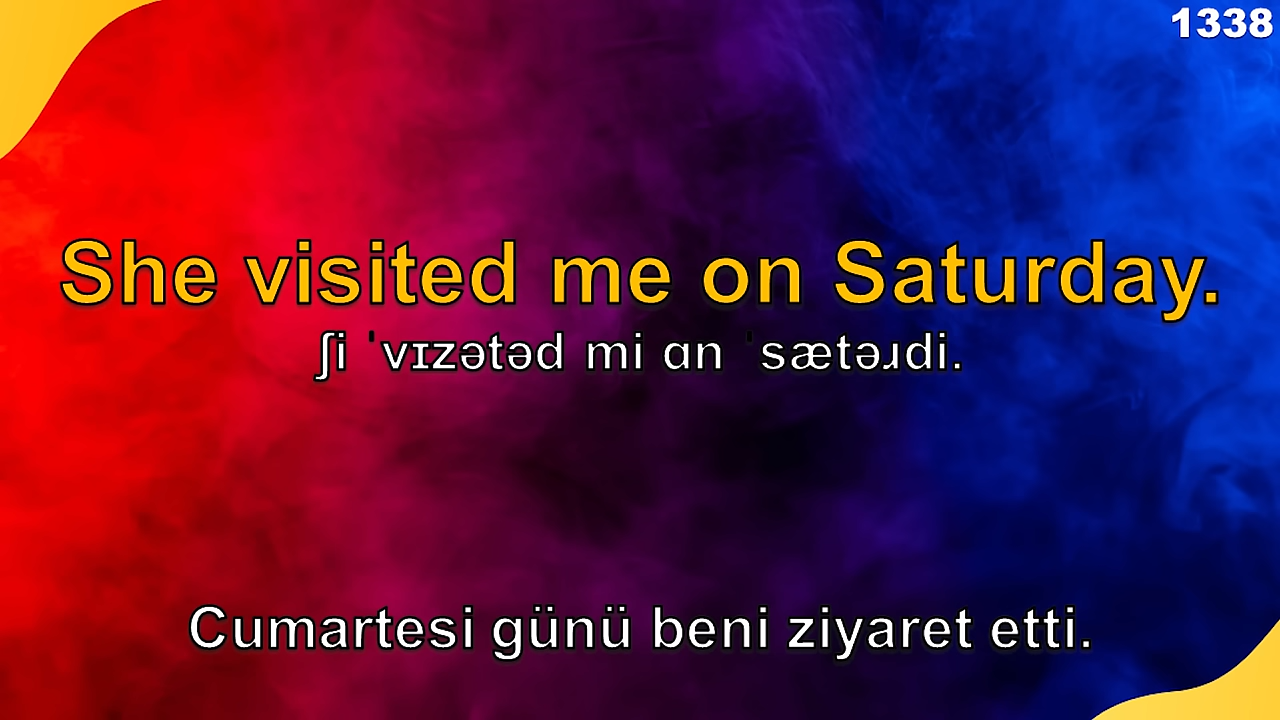 1338
She visited me on Saturday.
ʃi ˈvɪzətəd mi ɑn ˈsætəɹdi.
Cumartesi günü beni ziyaret etti.